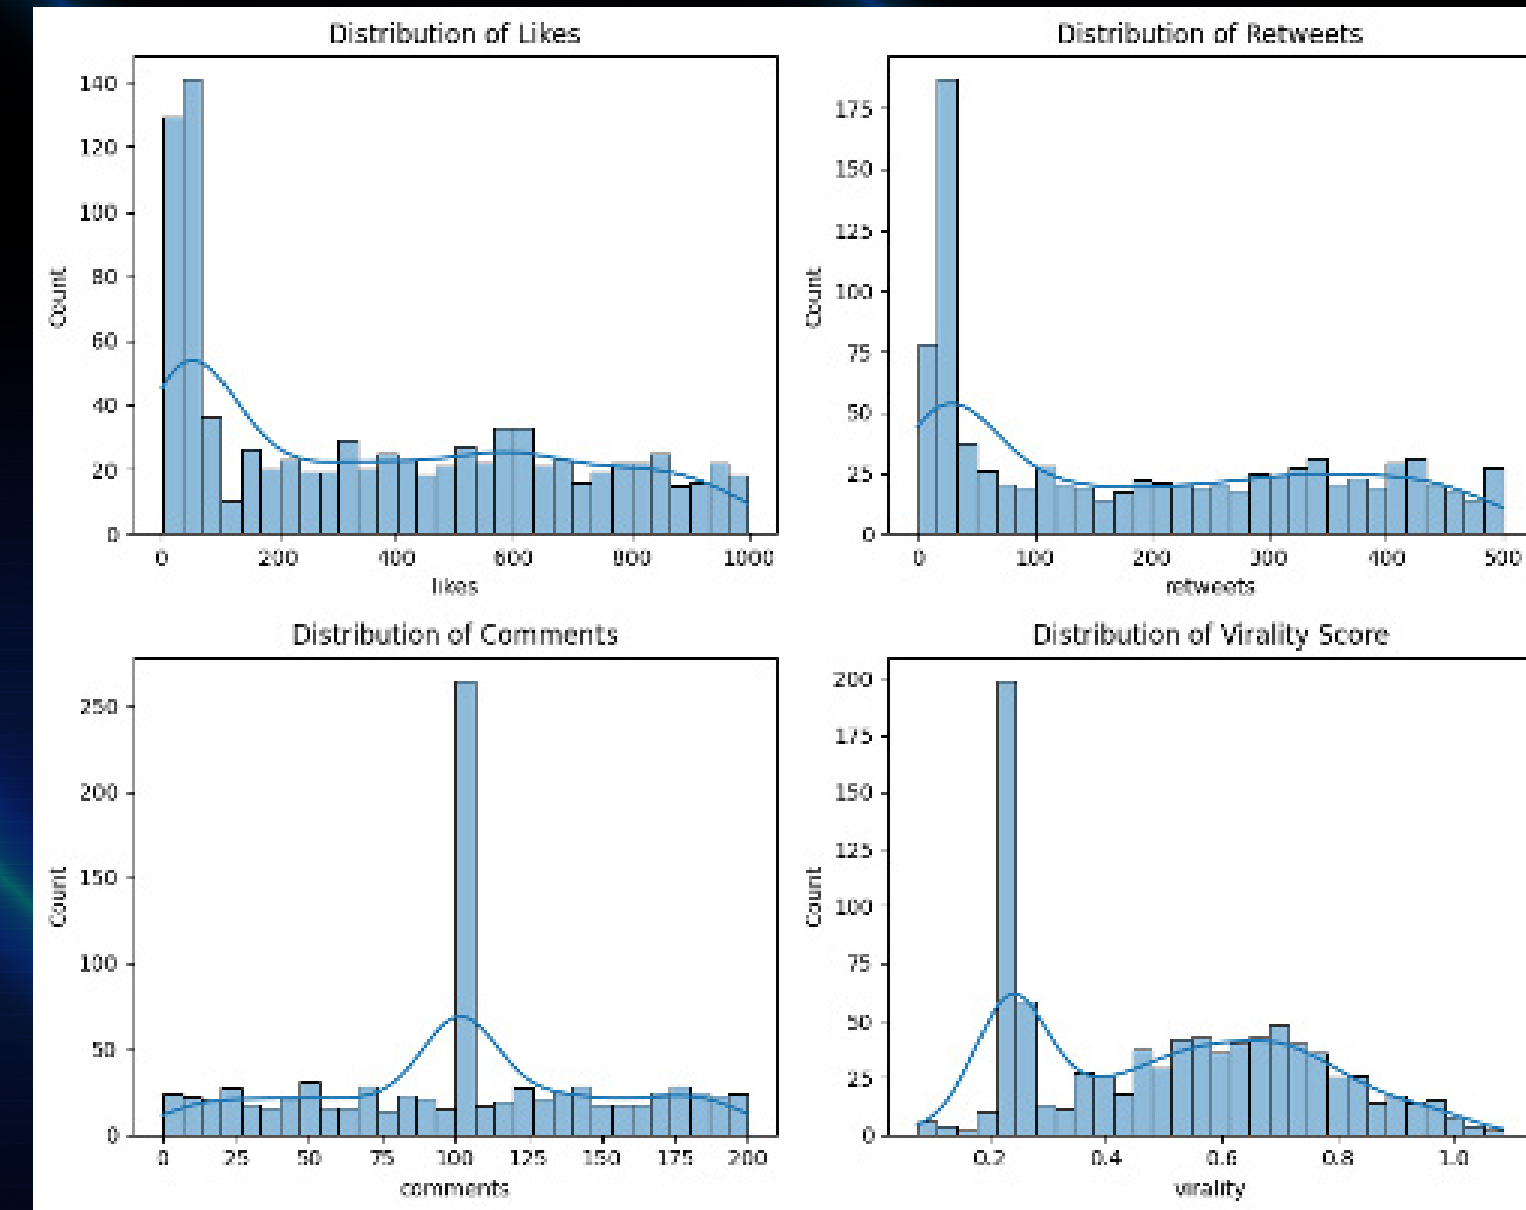 Distribution of Likes
140
120
100
80
60
40
20
0
Count
0 200 400 600 800 1000
likes
Distribution of Retweets
175
150
125
100
75
50
25
0
Count
0 100 200 300 400 500
retweets
Distribution of Comments
250
200
150
100
50
0
Count
0 25 50 75 100 125 150 175 200
comments
Distribution of Virality Score
200
175
150
125
100
75
50
25
0
Count
0.2 0.4 0.6 0.8 1.0
virality